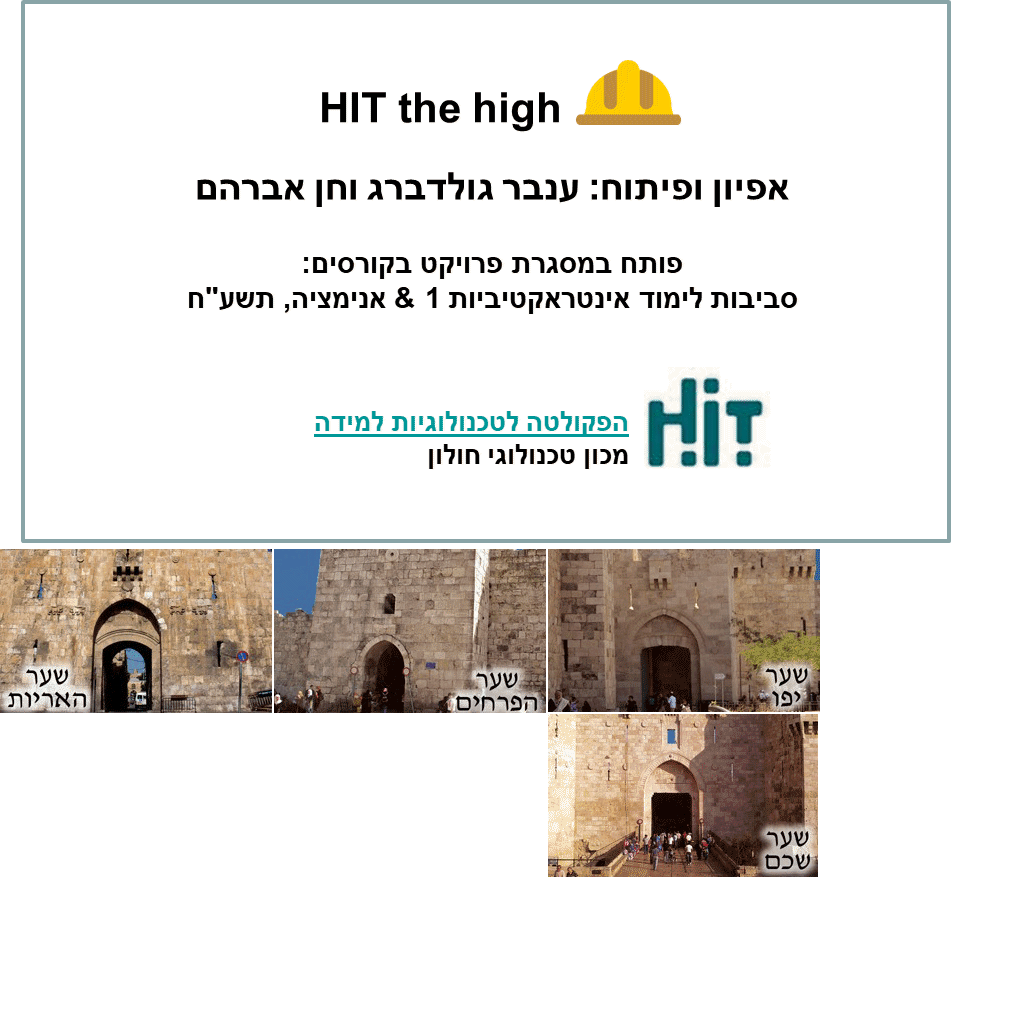 HIT the high
אפיון ופיתוח: ענבר גולדברג וחן אברהם
פותח במסגרת פרויקט בקורסים:
סביבות לימוד אינטראקטיביות 1 & אנימציה, תשע"ח
HiT
הפקולטה לטכנולוגיות למידה
מכון טכנולוגי חולון
שער
יפו
שער
הפרחים
שער
האריות
שער
שכם